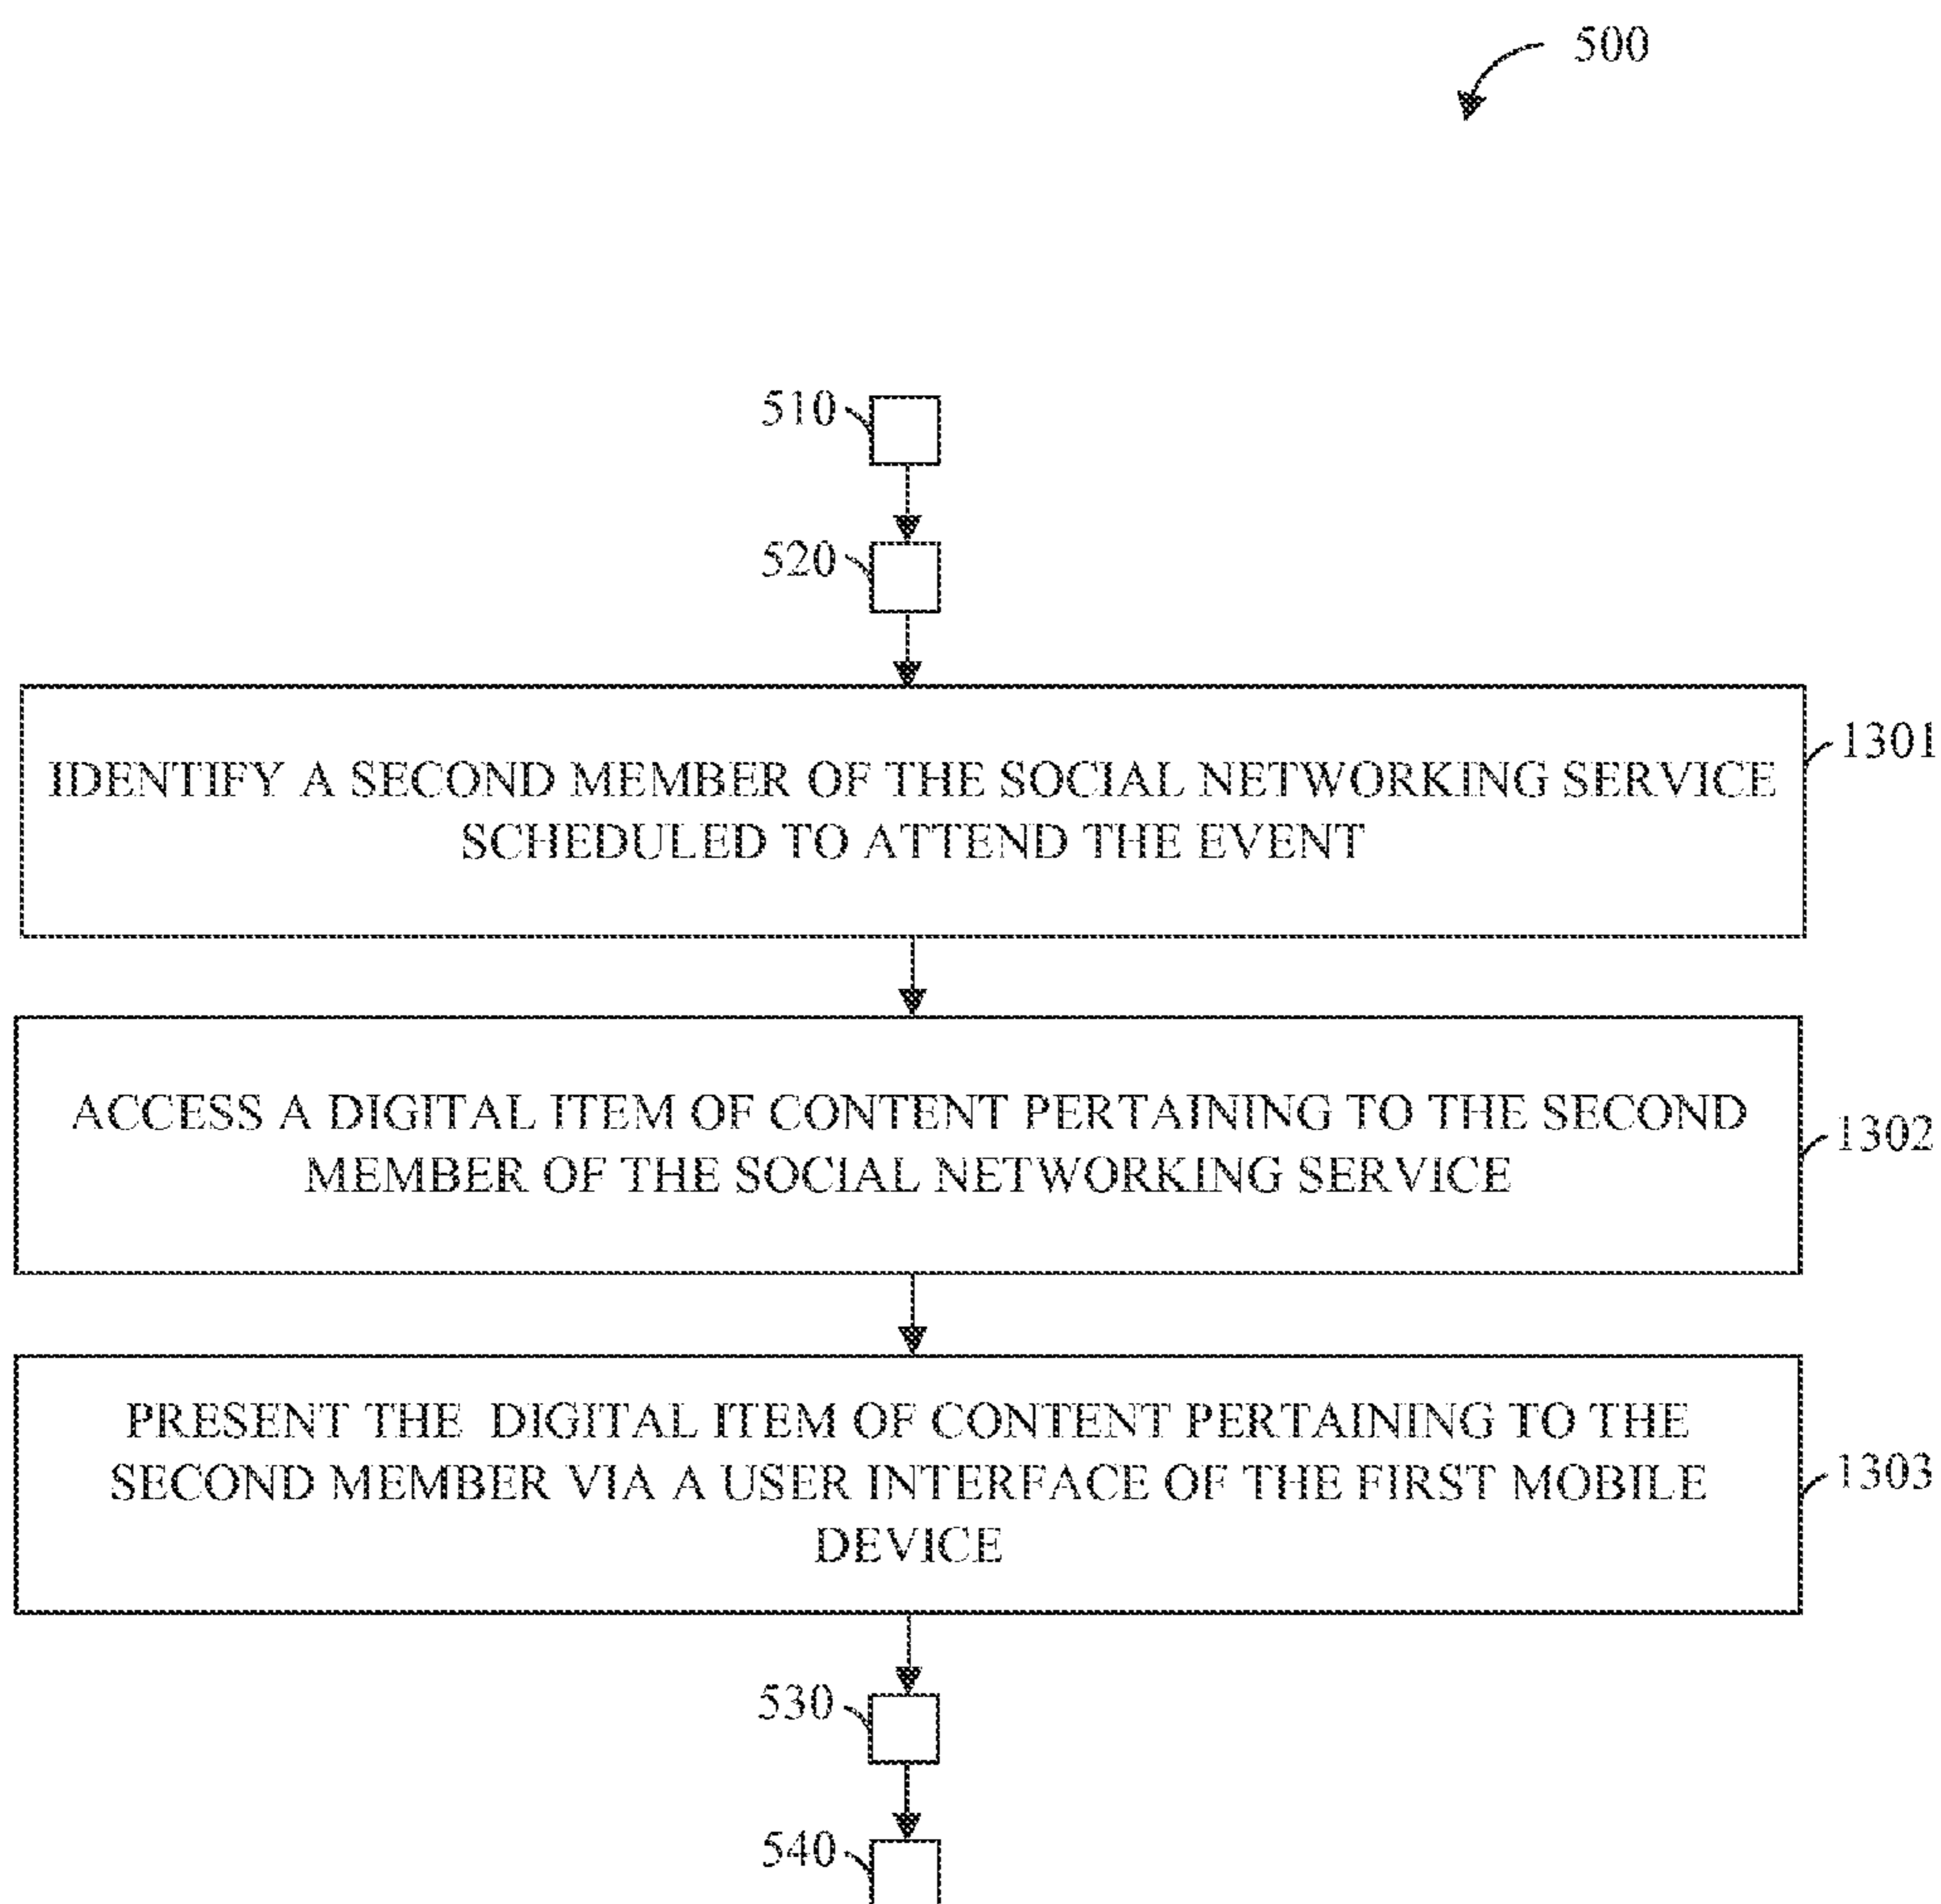 500
510
520
IDENTIFY A SECOND MEMBER OF THE SOCIAL NETWORKING SERVICE
SCHEDULED TO ATTEND THE EVENT
1301
ACCESS A DIGITAL ITEM OF CONTENT PERTAINING TO THE SECOND
MEMBER OF THE SOCIAL NETWORKING SERVICE
1302
PRESENT THE DIGITAL ITEM OF CONTENT PERTAINING TO THE
SECOND MEMBER VIA A USER INTERFACE OF THE FIRST MOBILE
DEVICE
1303
530
540